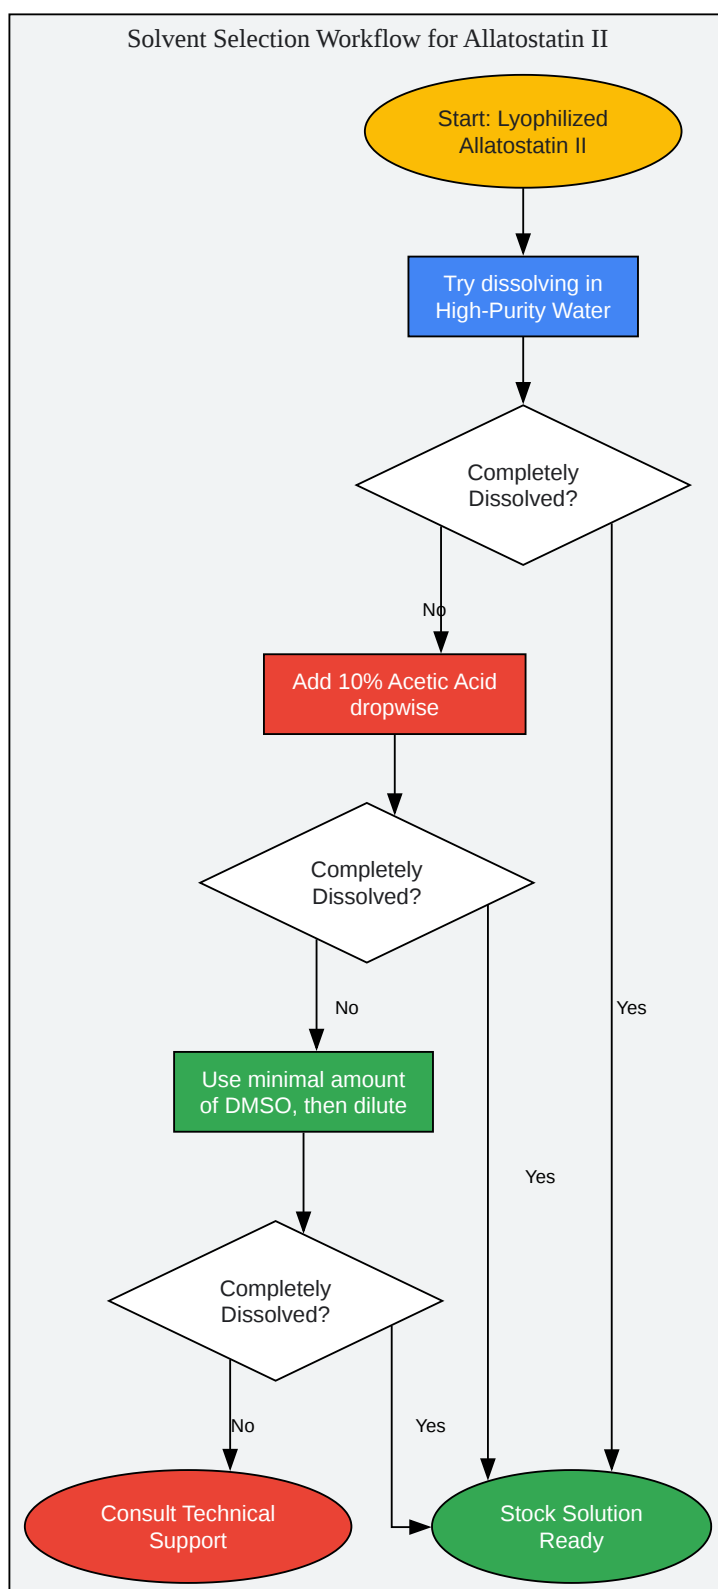 Solvent Selection Workflow for Allatostatin II
Start: Lyophilized
Allatostatin II
Try dissolving in
High-Purity Water
Completely
Dissolved?
No
Add 10% Acetic Acid
dropwise
Completely
Dissolved?
No
Yes
Use minimal amount
of DMSO, then dilute
Yes
Completely
Dissolved?
No
Yes
Consult Technical
Support
Stock Solution
Ready